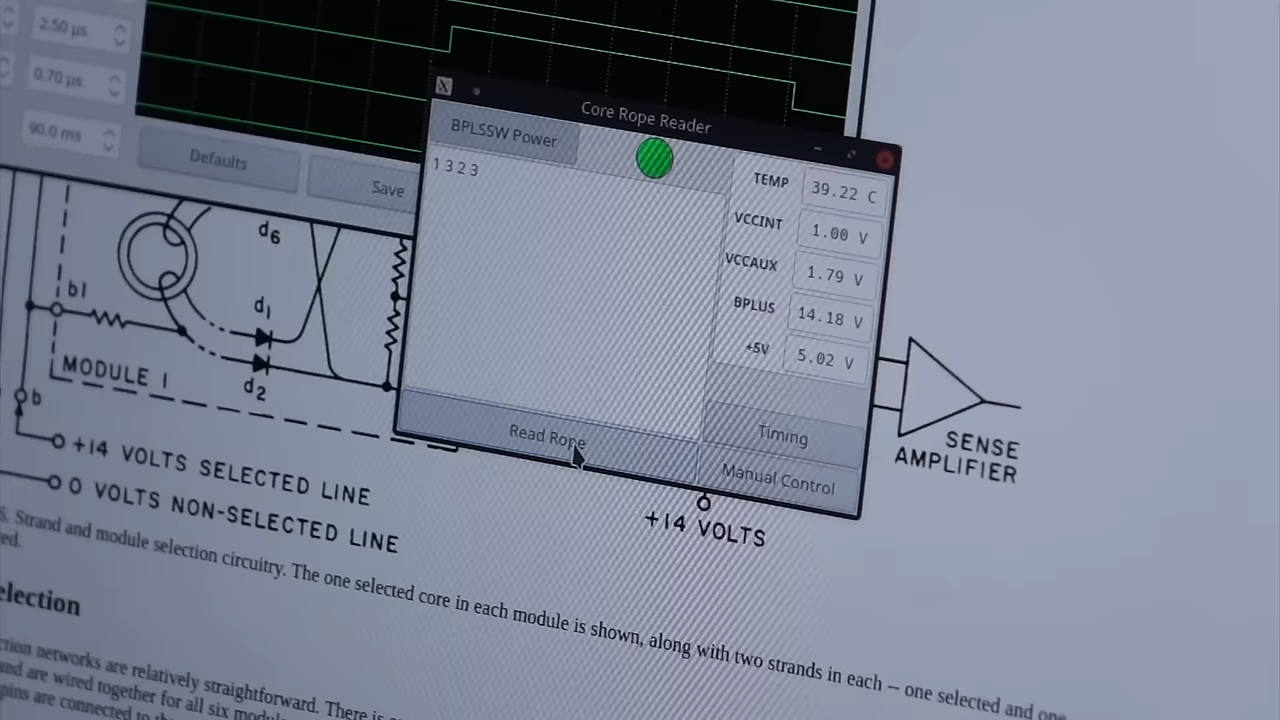 2.50 µs
0.70 µs
90.0 ms
Defaults
Save
Core Rope Reader
BPLSSW Power
1 3 2 3
TEMP 39.22 C
VCCINT 1.00 V
VCCAUX 1.79 V
BPLUS 14.18 V
+5V 5.02 V
Read Rope
Timing
Manual Control
d6
b1
d1
d2
MODULE 1
b
+14 VOLTS SELECTED LINE
0 VOLTS NON-SELECTED LINE
+14 VOLTS
SENSE
AMPLIFIER
Strand and module selection circuitry. The one selected core in each module is shown, along with two strands in each -- one selected and one
networks are relatively straightforward. There is
and are wired together for all six
pins are connected to